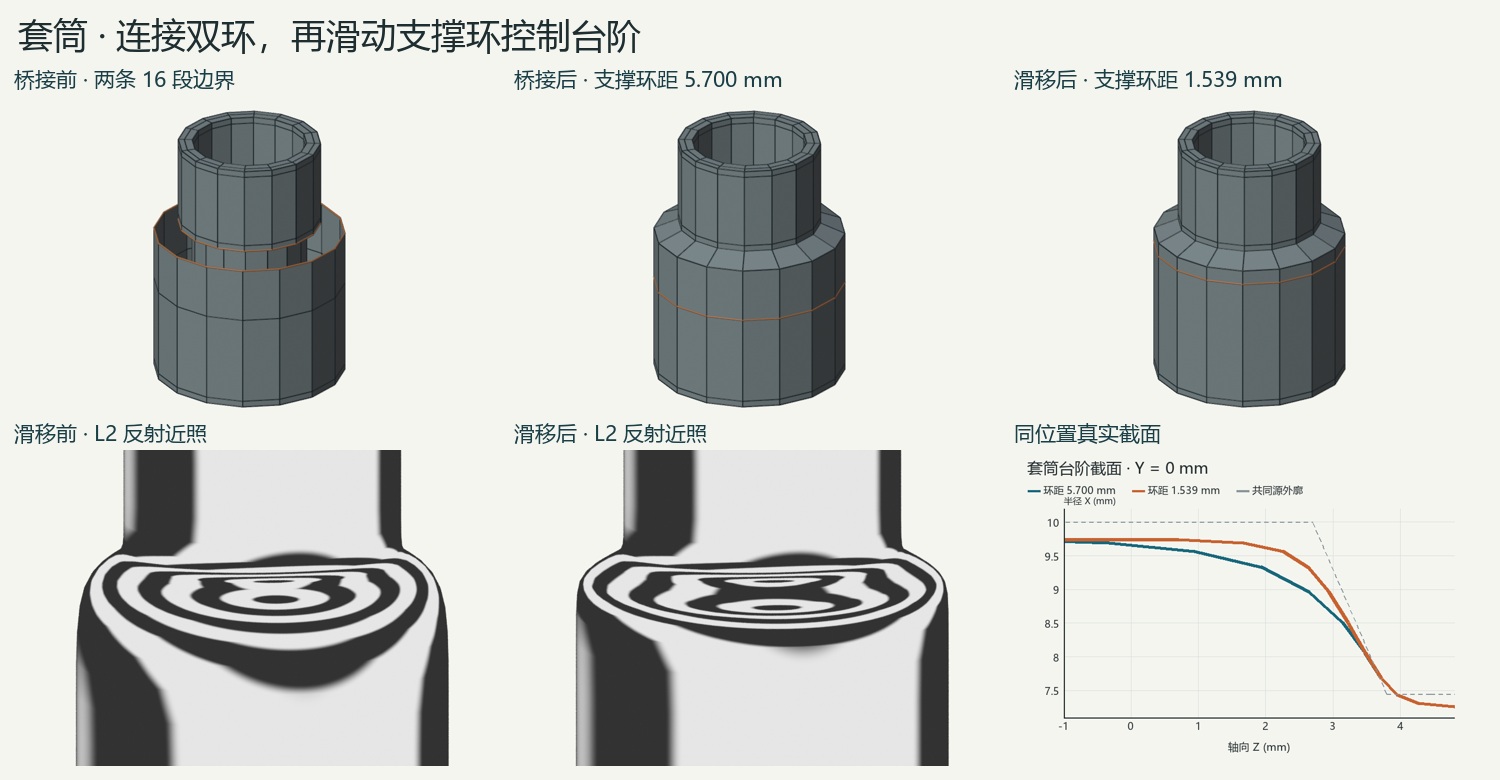 套筒 · 连接双环，再滑动支撑环控制台阶
桥接前 · 两条 16 段边界
桥接后 · 支撑环距 5.700 mm
滑移后 · 支撑环距 1.539 mm
滑移前 · L2 反射近照
滑移后 · L2 反射近照
同位置真实截面
套筒台阶截面 · Y = 0 mm
环距 5.700 mm
环距 1.539 mm
共同源外廓
半径 X (mm)
10
9.5
9
8.5
8
7.5
-1
0
1
2
3
4
轴向 Z (mm)